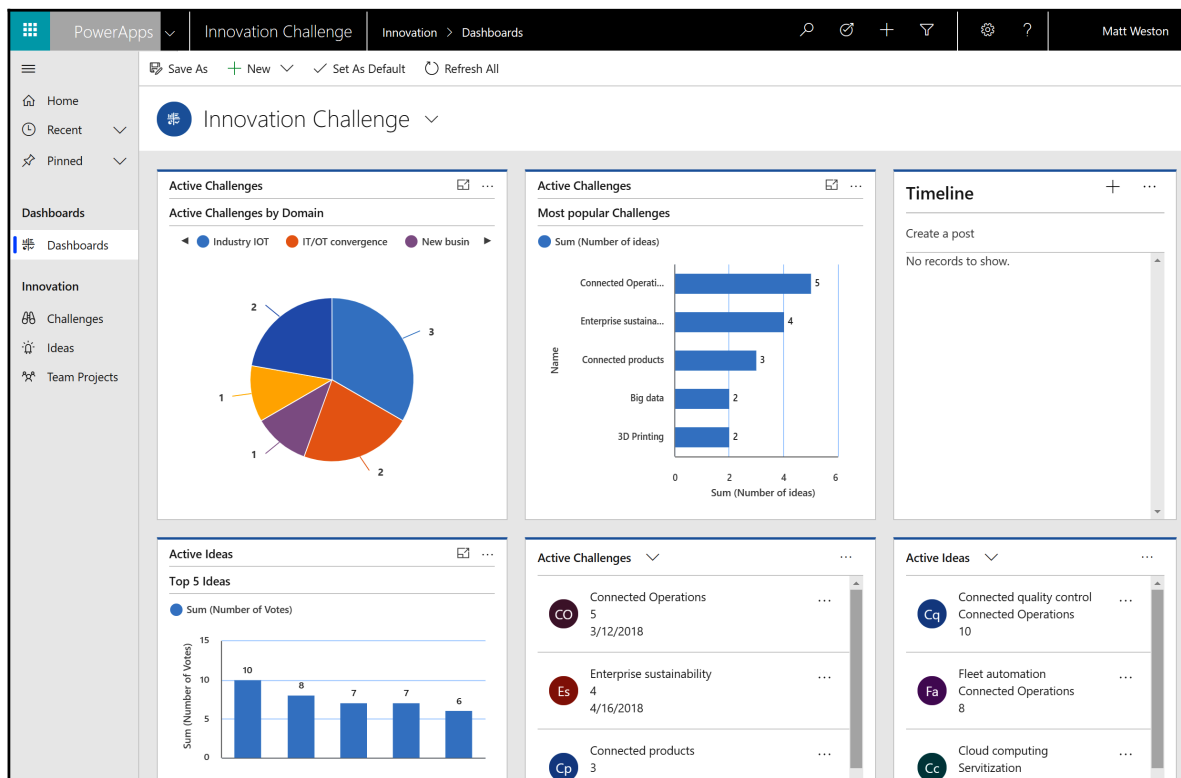 PowerApps
Innovation Challenge
Innovation > Dashboards
?
Matt Weston
Save As
New
Set As Default
Refresh All
Home
Recent
Pinned
Dashboards
Dashboards
Innovation
Challenges
Ideas
Team Projects
Innovation Challenge
Active Challenges
...
Active Challenges by Domain
Industry IOT
IT/OT convergence
New busin
2
3
1
1
2
Active Challenges
...
Most popular Challenges
Sum (Number of ideas)
Name
Connected Operati... 5
Enterprise sustaina... 4
Connected products 3
Big data 2
3D Printing 2
0 2 4 6
Sum (Number of ideas)
Timeline
...
Create a post
No records to show.
Active Ideas
...
Top 5 Ideas
Sum (Number of Votes)
Sum (Number of Votes)
15
10
5
0
10 8 7 7 6
Active Challenges
...
CO
Connected Operations
...
5
3/12/2018
Es
Enterprise sustainability
...
4
4/16/2018
Cp
Connected products
...
3
Active Ideas
...
Cq
Connected quality control
...
Connected Operations
10
Fa
Fleet automation
...
Connected Operations
8
Cc
Cloud computing
...
Servitization